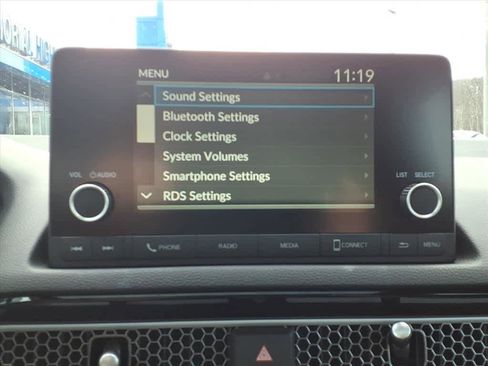 MENU 11:19
Sound Settings
Bluetooth Settings
Clock Settings
System Volumes
Smartphone Settings
RDS Settings
VOL AUDIO
LIST SELECT
PHONE RADIO MEDIA CONNECT MENU